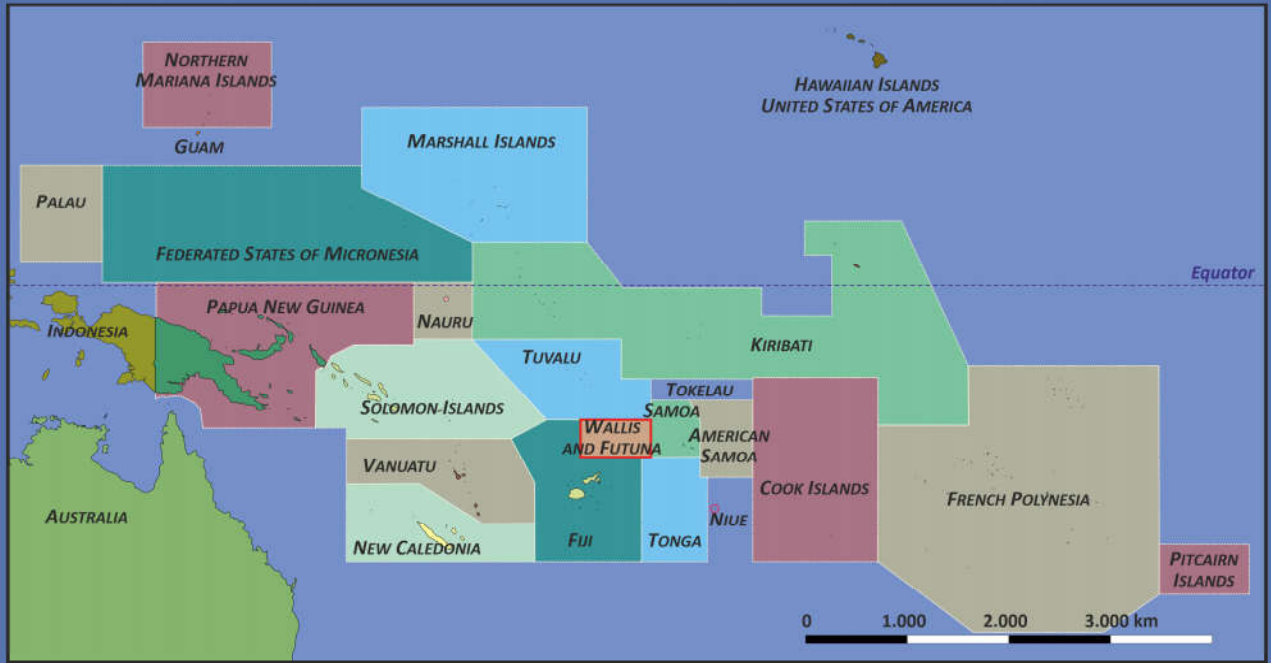 NORTHERN
MARIANA ISLANDS
HAWAIIAN ISLANDS
UNITED STATES OF AMERICA
GUAM
MARSHALL ISLANDS
PALAU
FEDERATED STATES OF MICRONESIA
Equator
PAPUA NEW GUINEA
NAURU
INDONESIA
TUVALU
KIRIBATI
TOKELAU
SOLOMON-ISLANDS
SAMOA
WALLIS
AND FUTUNA
AMERICAN
SAMOA
VANUATU
COOK ISLANDS
FRENCH POLYNESIA
AUSTRALIA
NIUE
NEW CALEDONIA
FIJI
TONGA
PITCAIRN
ISLANDS
0 1.000 2.000 3.000 km